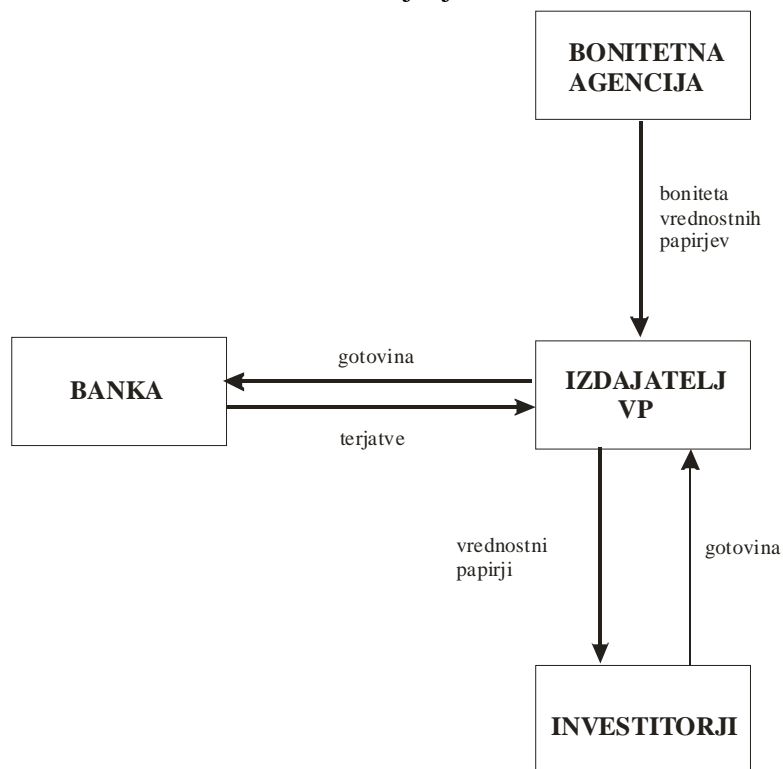 BONITETNA
AGENCIJA
boniteta
vrednostnih
papirjev
gotovina
BANKA
IZDAJATELJ
VP
terjatve
vrednostni
papirji
gotovina
INVESTITORJI